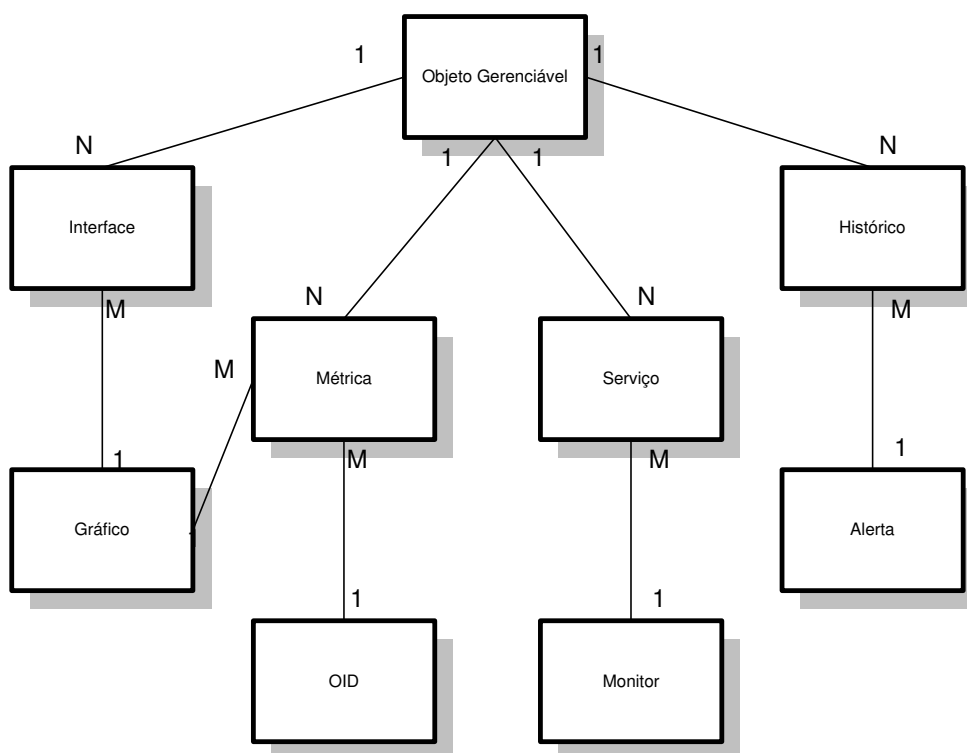 Objeto Gerenciável
1
1
1
1
N
N
Interface
Histórico
M
M
N
N
M
Métrica
Serviço
M
M
1
1
Gráfico
Alerta
1
1
OID
Monitor